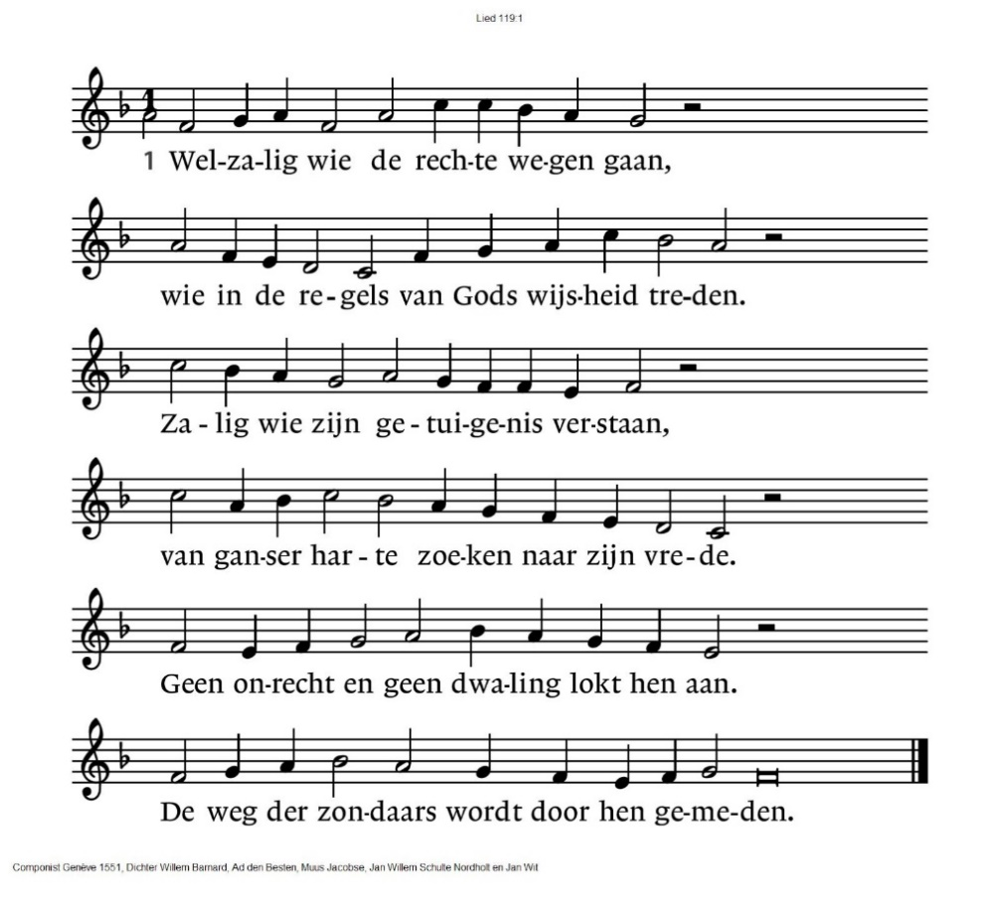 Lied 119:1
1
1 Wel-za-lig wie de rech-te we-gen gaan,
wie in de re-gels van Gods wijs-heid tre-den.
Za-lig wie zijn ge-tui-ge-nis ver-staan,
van gan-ser har-te zoe-ken naar zijn vre-de.
Geen on-recht en geen dwa-ling lokt hen aan.
De weg der zon-daars wordt door hen ge-me-den.
Componist Genève 1551, Dichter Willem Barnard, Ad den Besten, Muus Jacobse, Jan Willem Schulte Nordholt en Jan Wit